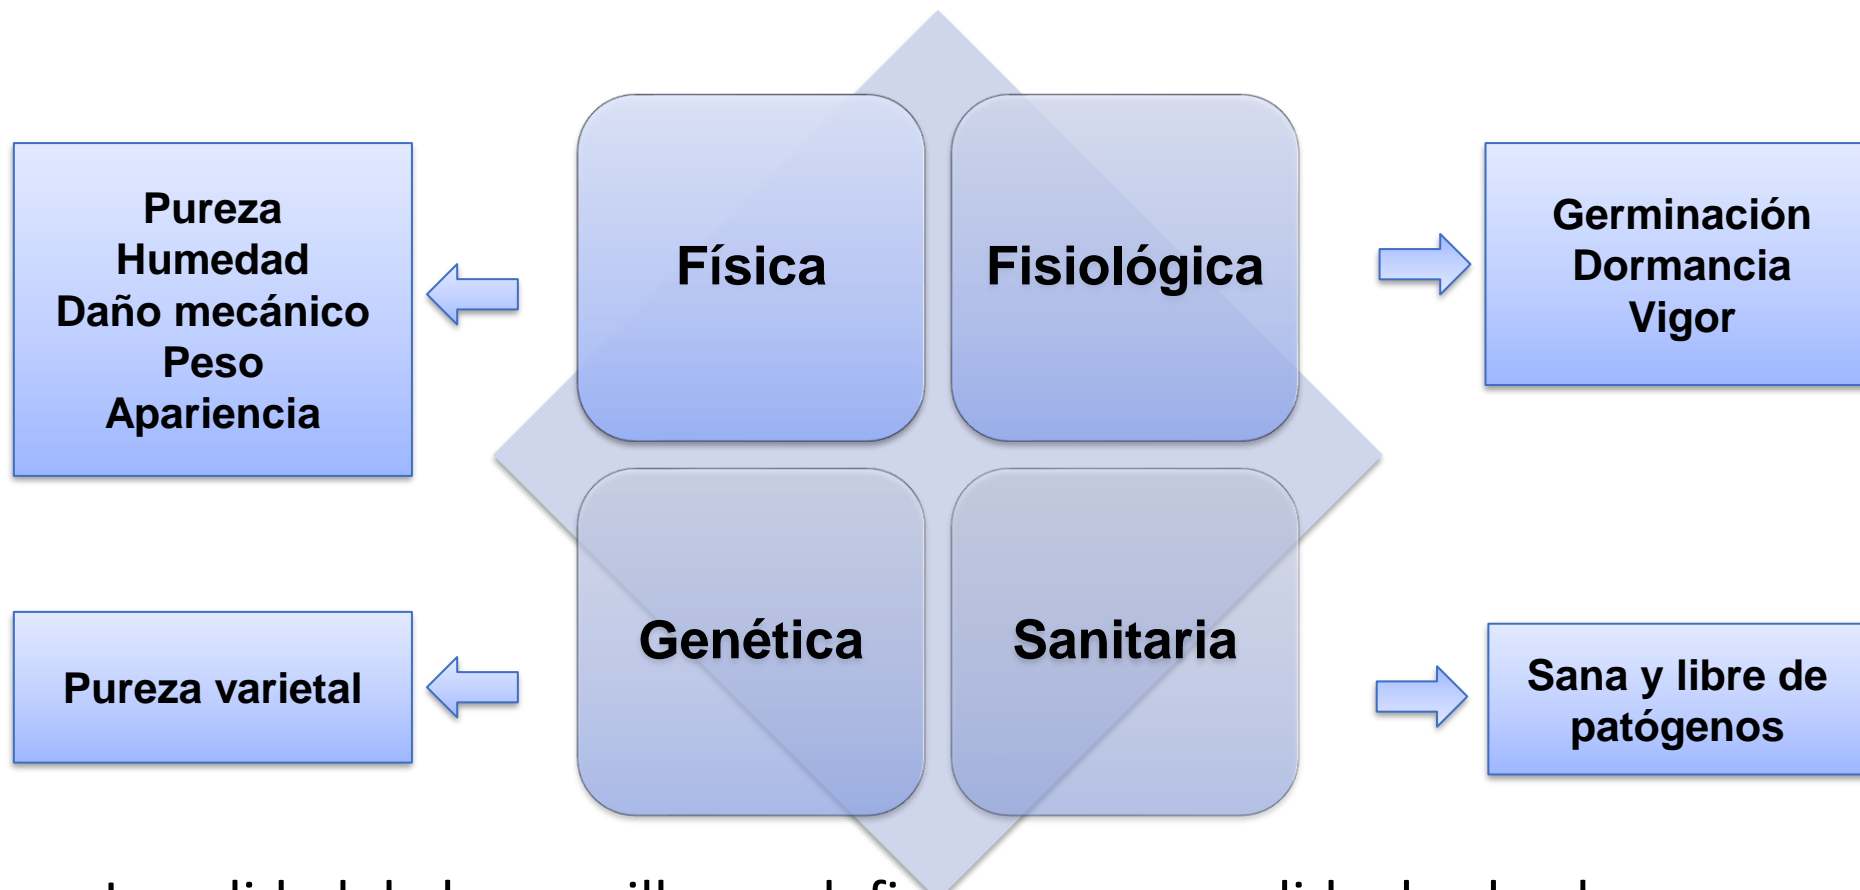 Pureza
Humedad
Daño mecánico
Peso
Apariencia
Física
Fisiológica
Germinación
Dormancia
Vigor
Pureza varietal
Genética
Sanitaria
Sana y libre de
patógenos